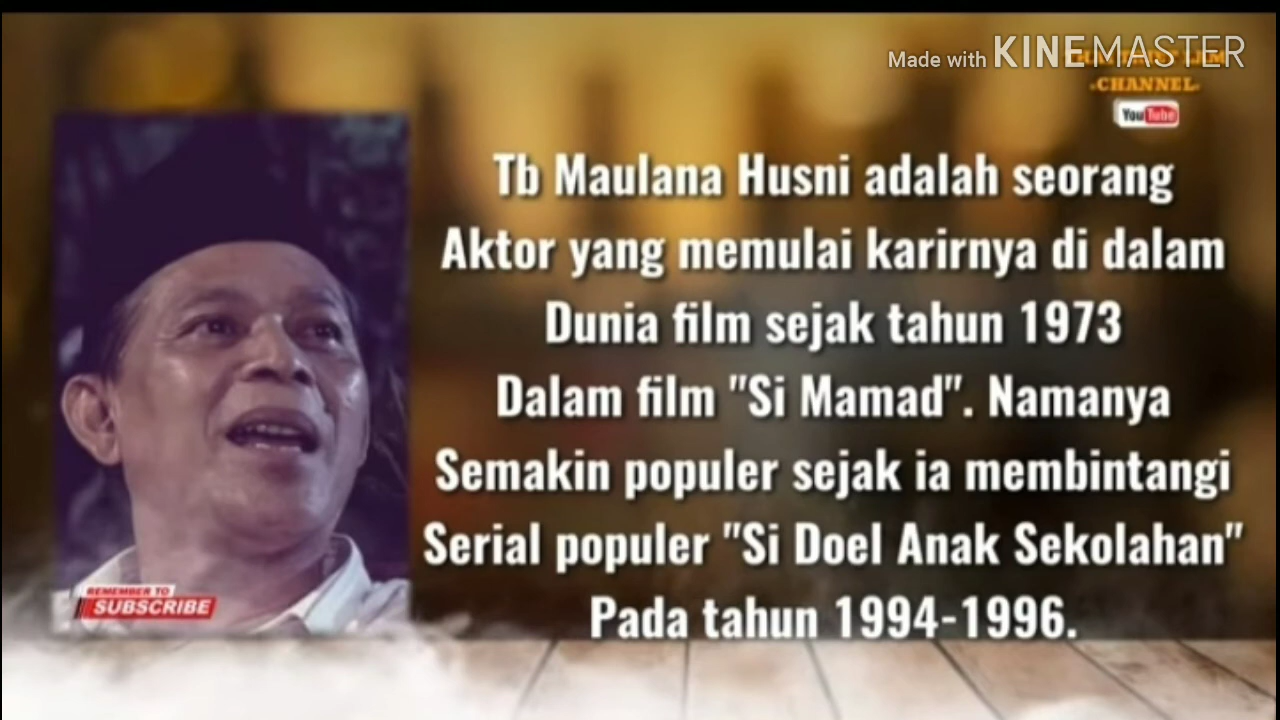 Made with KINEMASTER
CHANNEL
YouTube
Tb Maulana Husni adalah seorang
Aktor yang memulai karirnya di dalam
Dunia film sejak tahun 1973
Dalam film "Si Mamad". Namanya
Semakin populer sejak ia membintangi
Serial populer "Si Doel Anak Sekolahan"
Pada tahun 1994-1996.
REMEMBER TO
SUBSCRIBE